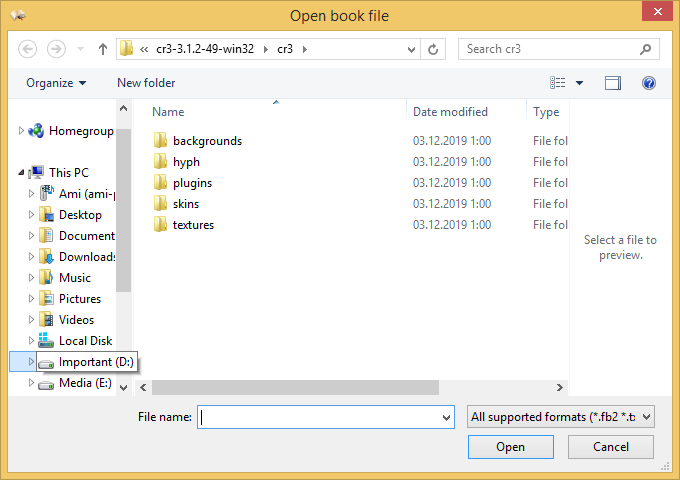 Open book file
« cr3-3.1.2-49-win32 cr3
Search cr3
Organize New folder
Name Date modified Type
Homegroup
This PC
Ami (ami-p
Desktop
Document
Downloads
Music
Pictures
Videos
Local Disk
Important (D:)
Media (E:)
backgrounds 03.12.2019 1:00 File fol
hyph 03.12.2019 1:00 File fol
plugins 03.12.2019 1:00 File fol
skins 03.12.2019 1:00 File fol
textures 03.12.2019 1:00 File fol
Select a file to
preview.
File name:
All supported formats (*.fb2 *.tx
Open Cancel